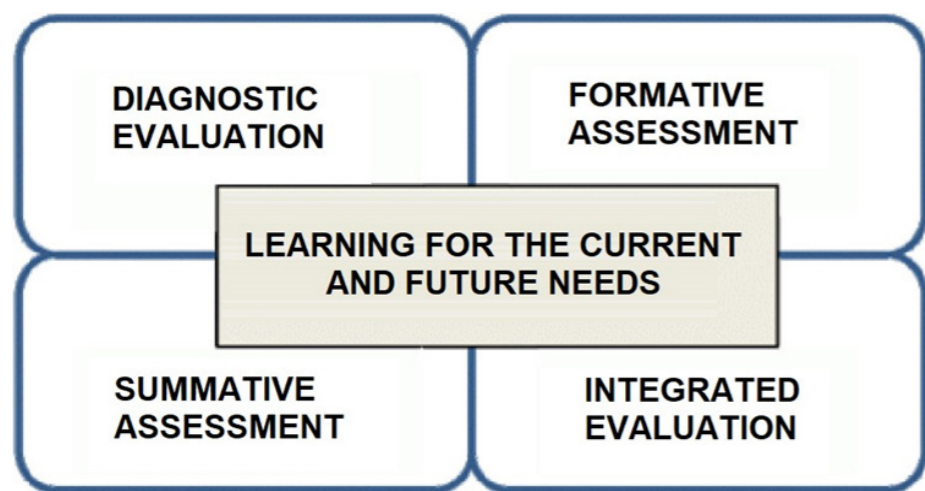 DIAGNOSTIC
EVALUATION
FORMATIVE
ASSESSMENT
LEARNING FOR THE CURRENT
AND FUTURE NEEDS
SUMMATIVE
ASSESSMENT
INTEGRATED
EVALUATION